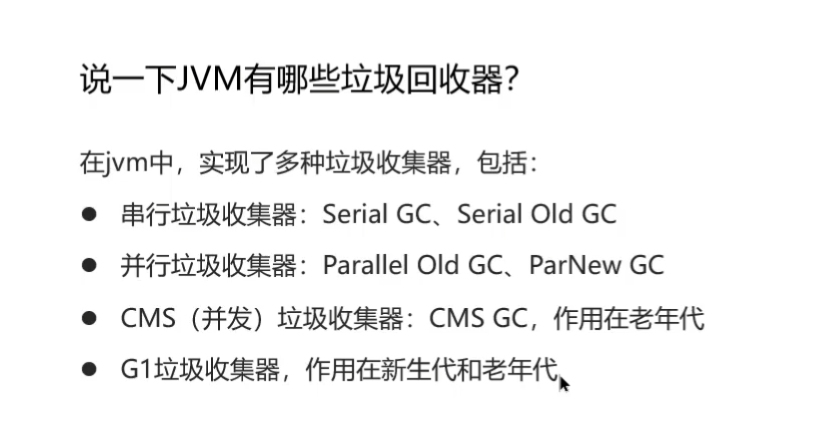 说一下JVM有哪些垃圾回收器？
在jvm中，实现了多种垃圾收集器，包括：
● 串行垃圾收集器：Serial GC、Serial Old GC
● 并行垃圾收集器：Parallel Old GC、ParNew GC
● CMS（并发）垃圾收集器：CMS GC，作用在老年代
● G1垃圾收集器，作用在新生代和老年代